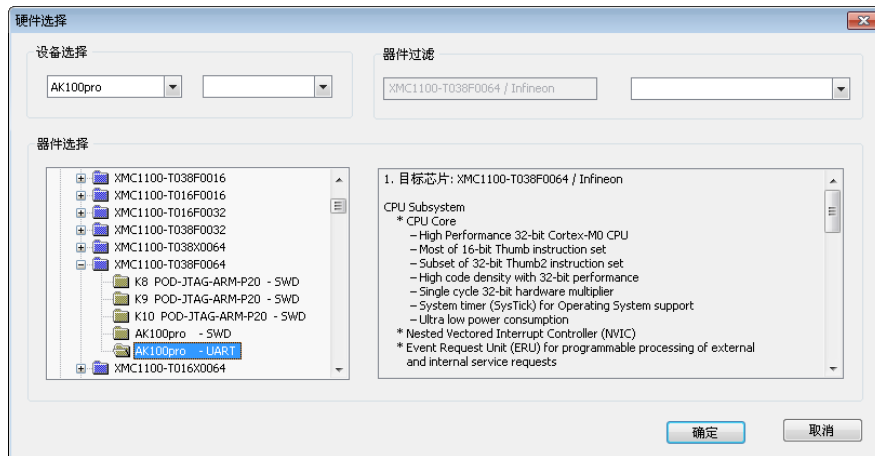 硬件选择
设备选择
AK100pro
器件过滤
XMC1100-T038F0064 / Infineon
器件选择
XMC1100-T038F0016
XMC1100-T016F0016
XMC1100-T016F0032
XMC1100-T038F0032
XMC1100-T038X0064
XMC1100-T038F0064
K8 POD-JTAG-ARM-P20 - SWD
K9 POD-JTAG-ARM-P20 - SWD
K10 POD-JTAG-ARM-P20 - SWD
AK100pro - SWD
AK100pro - UART
XMC1100-T016X0064
1. 目标芯片: XMC1100-T038F0064 / Infineon
CPU Subsystem
* CPU Core
– High Performance 32-bit Cortex-M0 CPU
– Most of 16-bit Thumb instruction set
– Subset of 32-bit Thumb2 instruction set
– High code density with 32-bit performance
– Single cycle 32-bit hardware multiplier
– System timer (SysTick) for Operating System support
– Ultra low power consumption
* Nested Vectored Interrupt Controller (NVIC)
* Event Request Unit (ERU) for programmable processing of external
and internal service requests
确定
取消